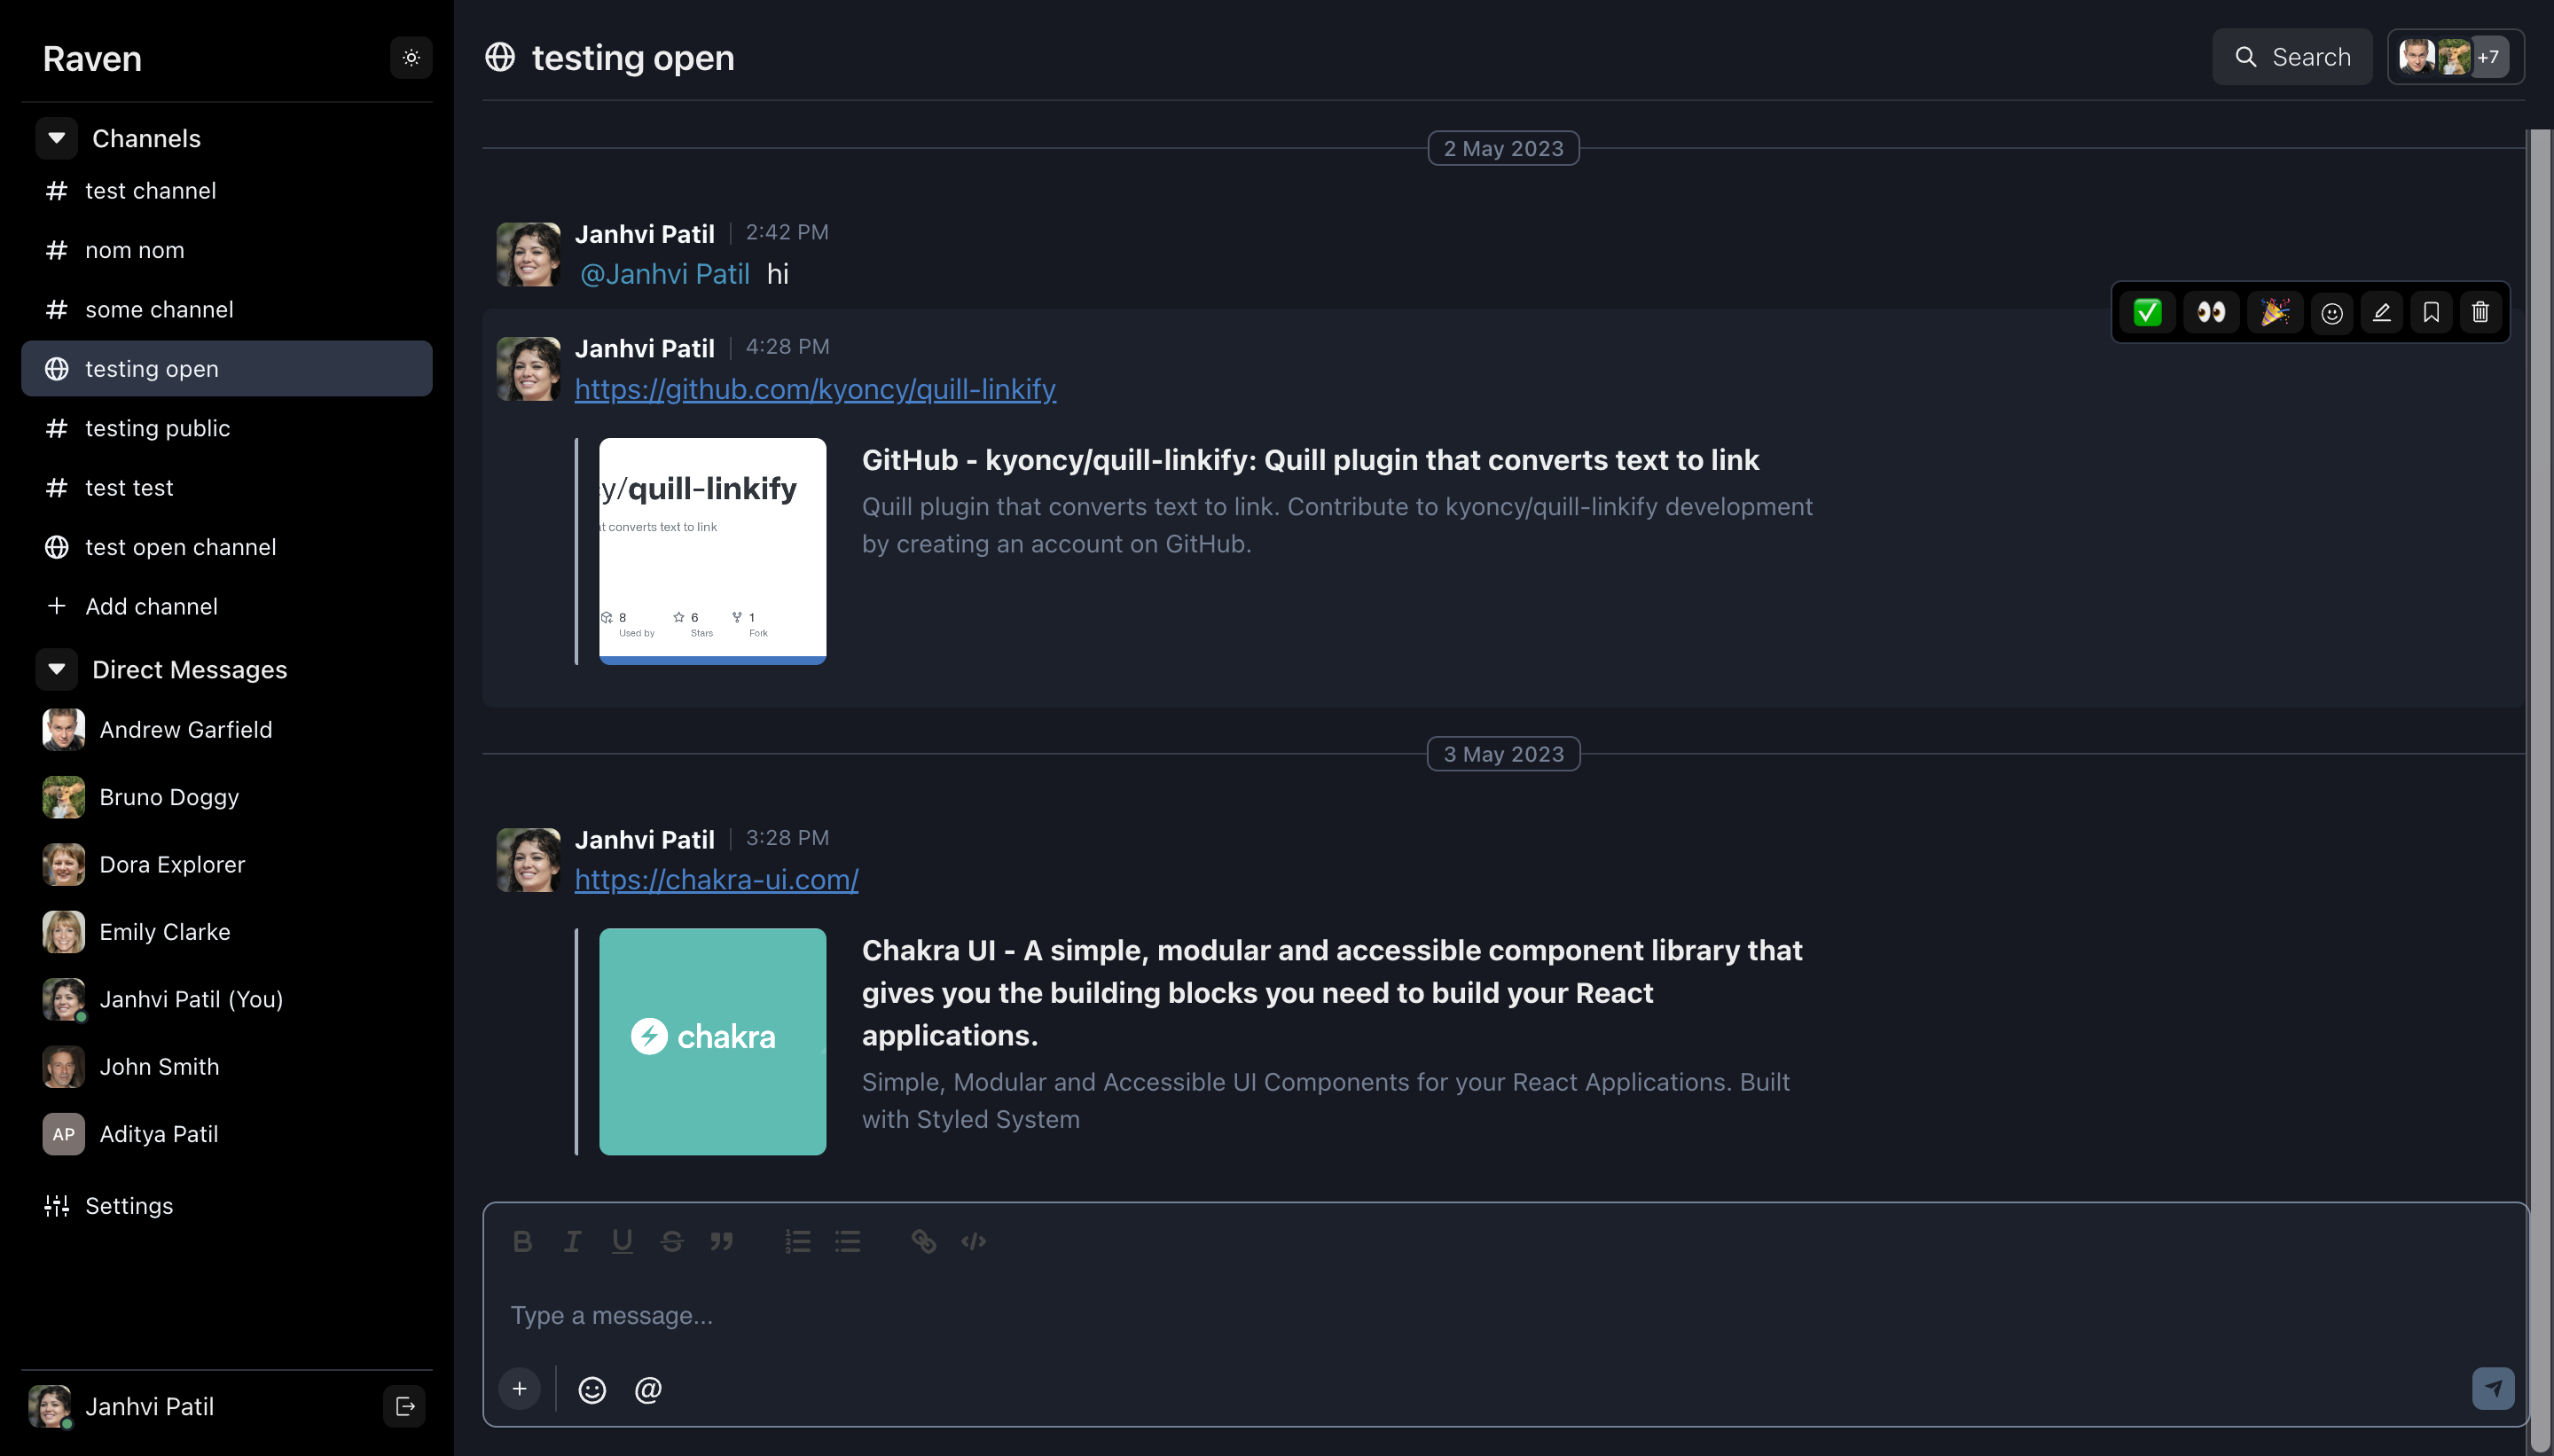 Raven
Channels
test channel
nom nom
some channel
testing open
testing public
test test
test open channel
Add channel
Direct Messages
Andrew Garfield
Bruno Doggy
Dora Explorer
Emily Clarke
Janhvi Patil (You)
John Smith
AP Aditya Patil
Settings
Janhvi Patil
testing open
Search
+7
2 May 2023
Janhvi Patil 2:42 PM
@Janhvi Patil hi
Janhvi Patil 4:28 PM
https://github.com/kyoncy/quill-linkify
y/quill-linkify
t converts text to link
8 6 1
Used by Stars Fork
GitHub - kyoncy/quill-linkify: Quill plugin that converts text to link
Quill plugin that converts text to link. Contribute to kyoncy/quill-linkify development
by creating an account on GitHub.
3 May 2023
Janhvi Patil 3:28 PM
https://chakra-ui.com/
chakra
Chakra UI - A simple, modular and accessible component library that
gives you the building blocks you need to build your React
applications.
Simple, Modular and Accessible UI Components for your React Applications. Built
with Styled System
Type a message...